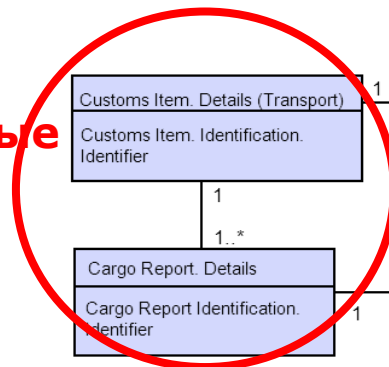 Customs Item. Details (Transport)
1
ые
Customs Item. Identification.
Identifier
1
1..*
Cargo Report. Details
Cargo Report Identification.
Identifier
1